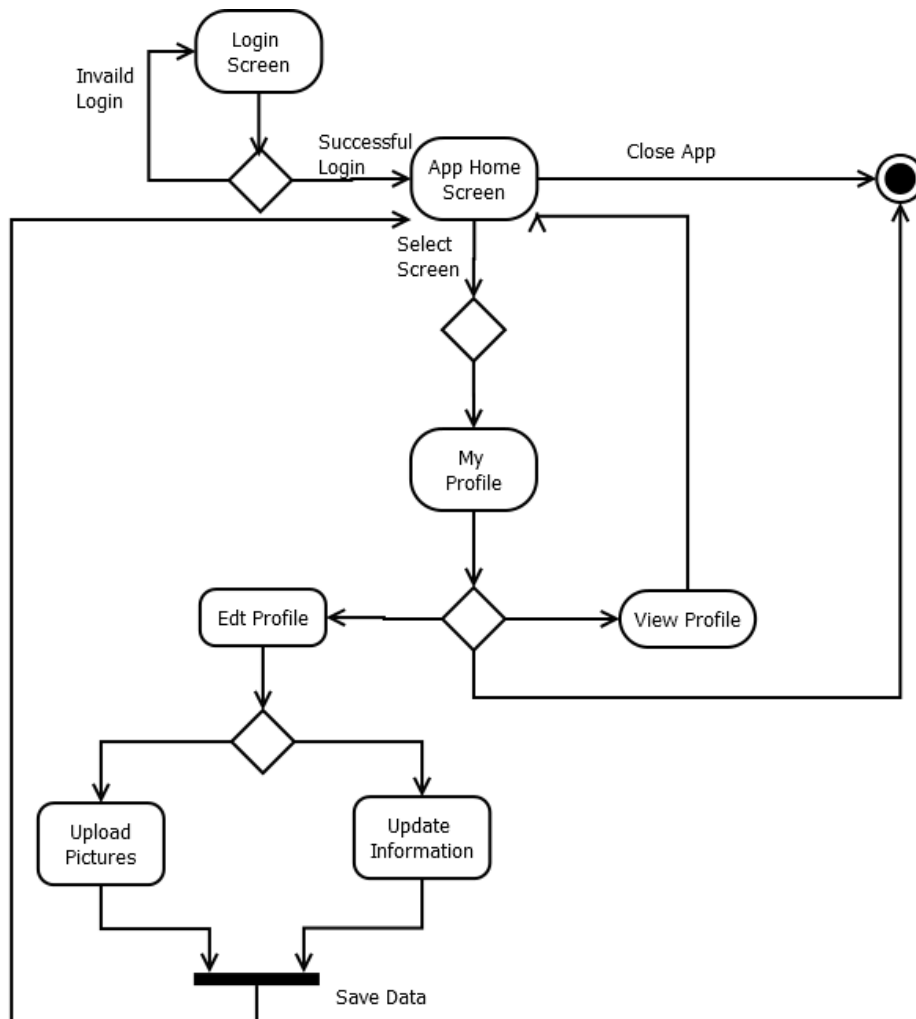 Login
Screen
Invaild
Login
Successful
Login
App Home
Screen
Close App
Select
Screen
My
Profile
Edt Profile
View Profile
Upload
Pictures
Update
Information
Save Data